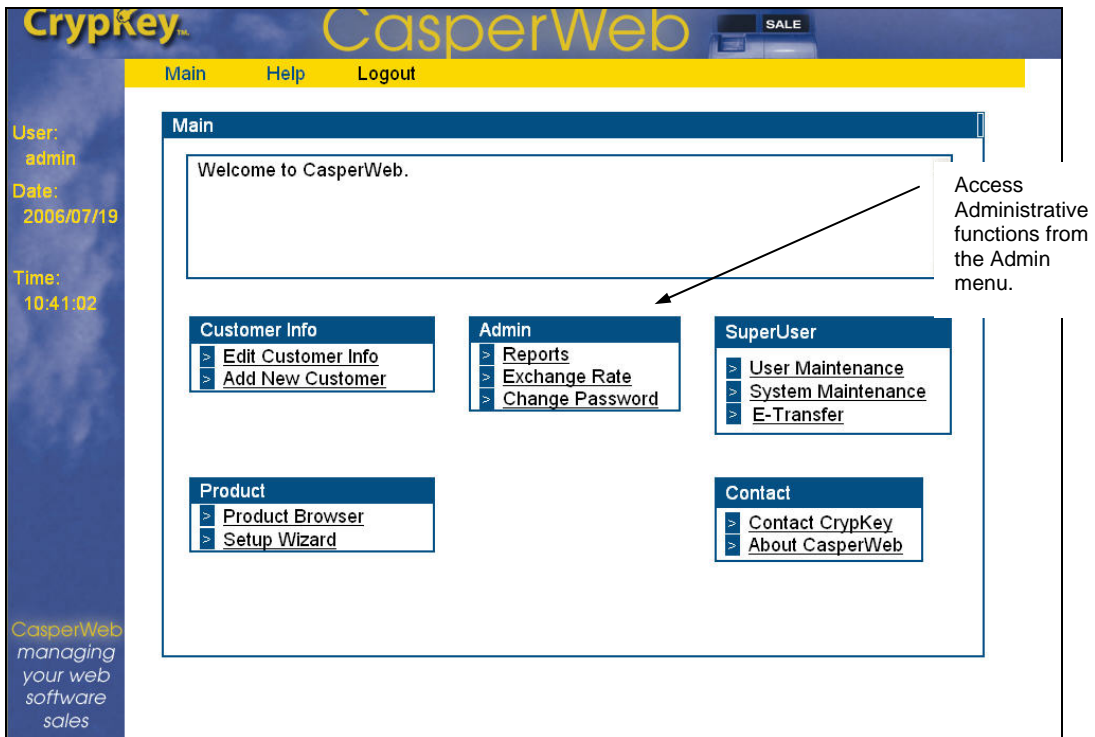 CrypKey™
CasperWeb
SALE
Main Help Logout
User:
admin
Date:
2006/07/19
Time:
10:41:02
Main
Welcome to CasperWeb.
Access
Administrative
functions from
the Admin
menu.
Customer Info
> Edit Customer Info
> Add New Customer
Admin
> Reports
> Exchange Rate
> Change Password
SuperUser
> User Maintenance
> System Maintenance
> E-Transfer
Product
> Product Browser
> Setup Wizard
Contact
> Contact CrypKey
> About CasperWeb
CasperWeb
managing
your web
software
sales